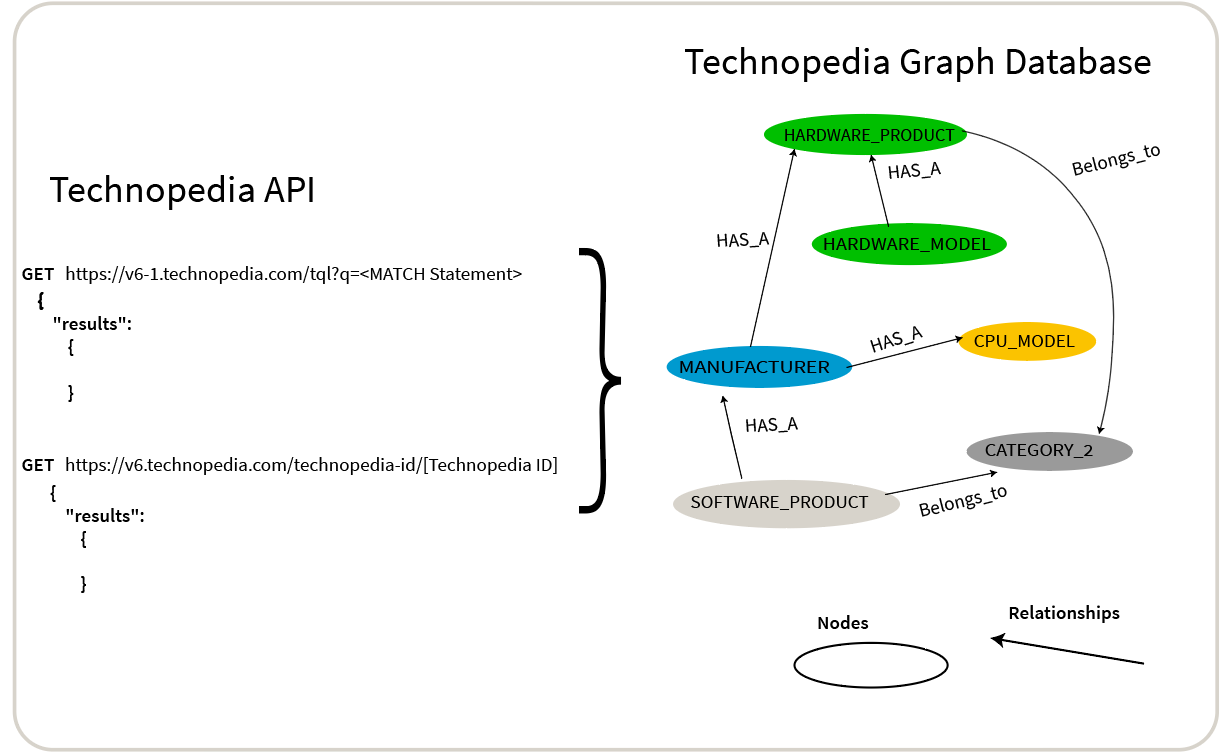 Technopedia Graph Database
Technopedia API
GET https://v6-1.technopedia.com/tql?q=<MATCH Statement>
{
"results":
{
}
GET https://v6.technopedia.com/technopedia-id/[Technopedia ID]
{
"results":
{
}
HARDWARE_PRODUCT
Belongs_to
HAS_A
HAS_A
HARDWARE_MODEL
HAS_A
CPU_MODEL
MANUFACTURER
HAS_A
CATEGORY_2
SOFTWARE_PRODUCT
Belongs_to
Nodes
Relationships